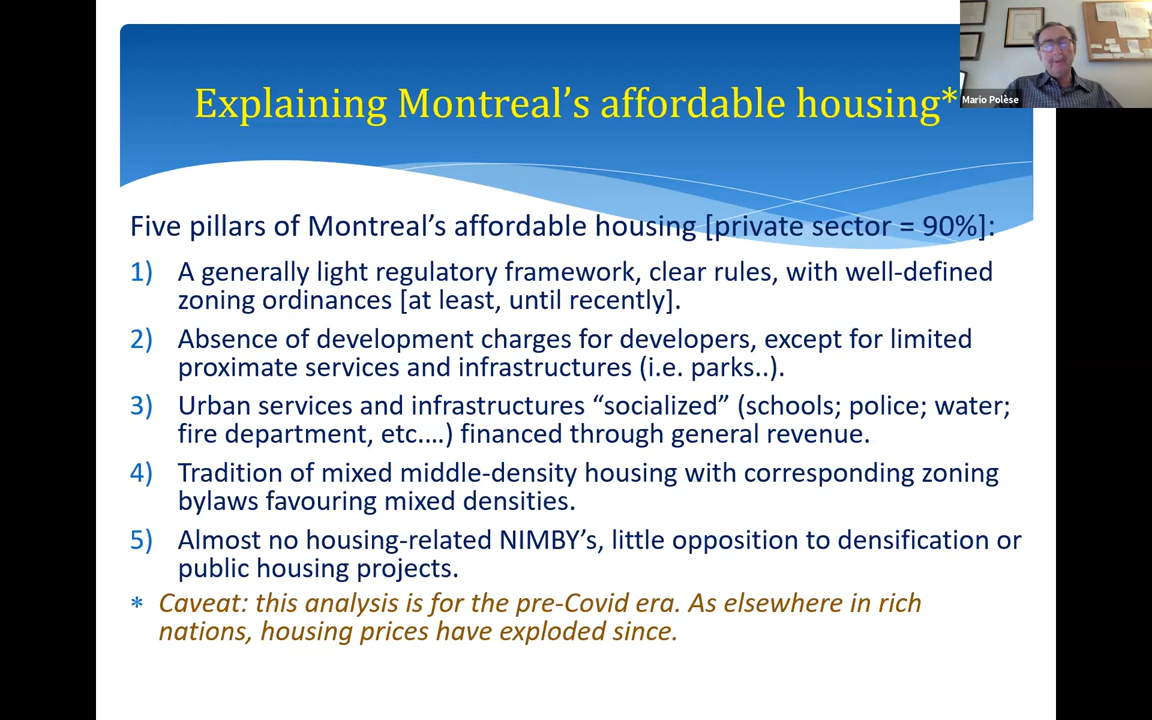 Explaining Montreal’s affordable housing*
Mario Polèse
Five pillars of Montreal’s affordable housing [private sector = 90%]:
1) A generally light regulatory framework, clear rules, with well-defined
zoning ordinances [at least, until recently].
2) Absence of development charges for developers, except for limited
proximate services and infrastructures (i.e. parks..).
3) Urban services and infrastructures “socialized” (schools; police; water;
fire department, etc.…) financed through general revenue.
4) Tradition of mixed middle-density housing with corresponding zoning
bylaws favouring mixed densities.
5) Almost no housing-related NIMBY’s, little opposition to densification or
public housing projects.
* Caveat: this analysis is for the pre-Covid era. As elsewhere in rich
nations, housing prices have exploded since.